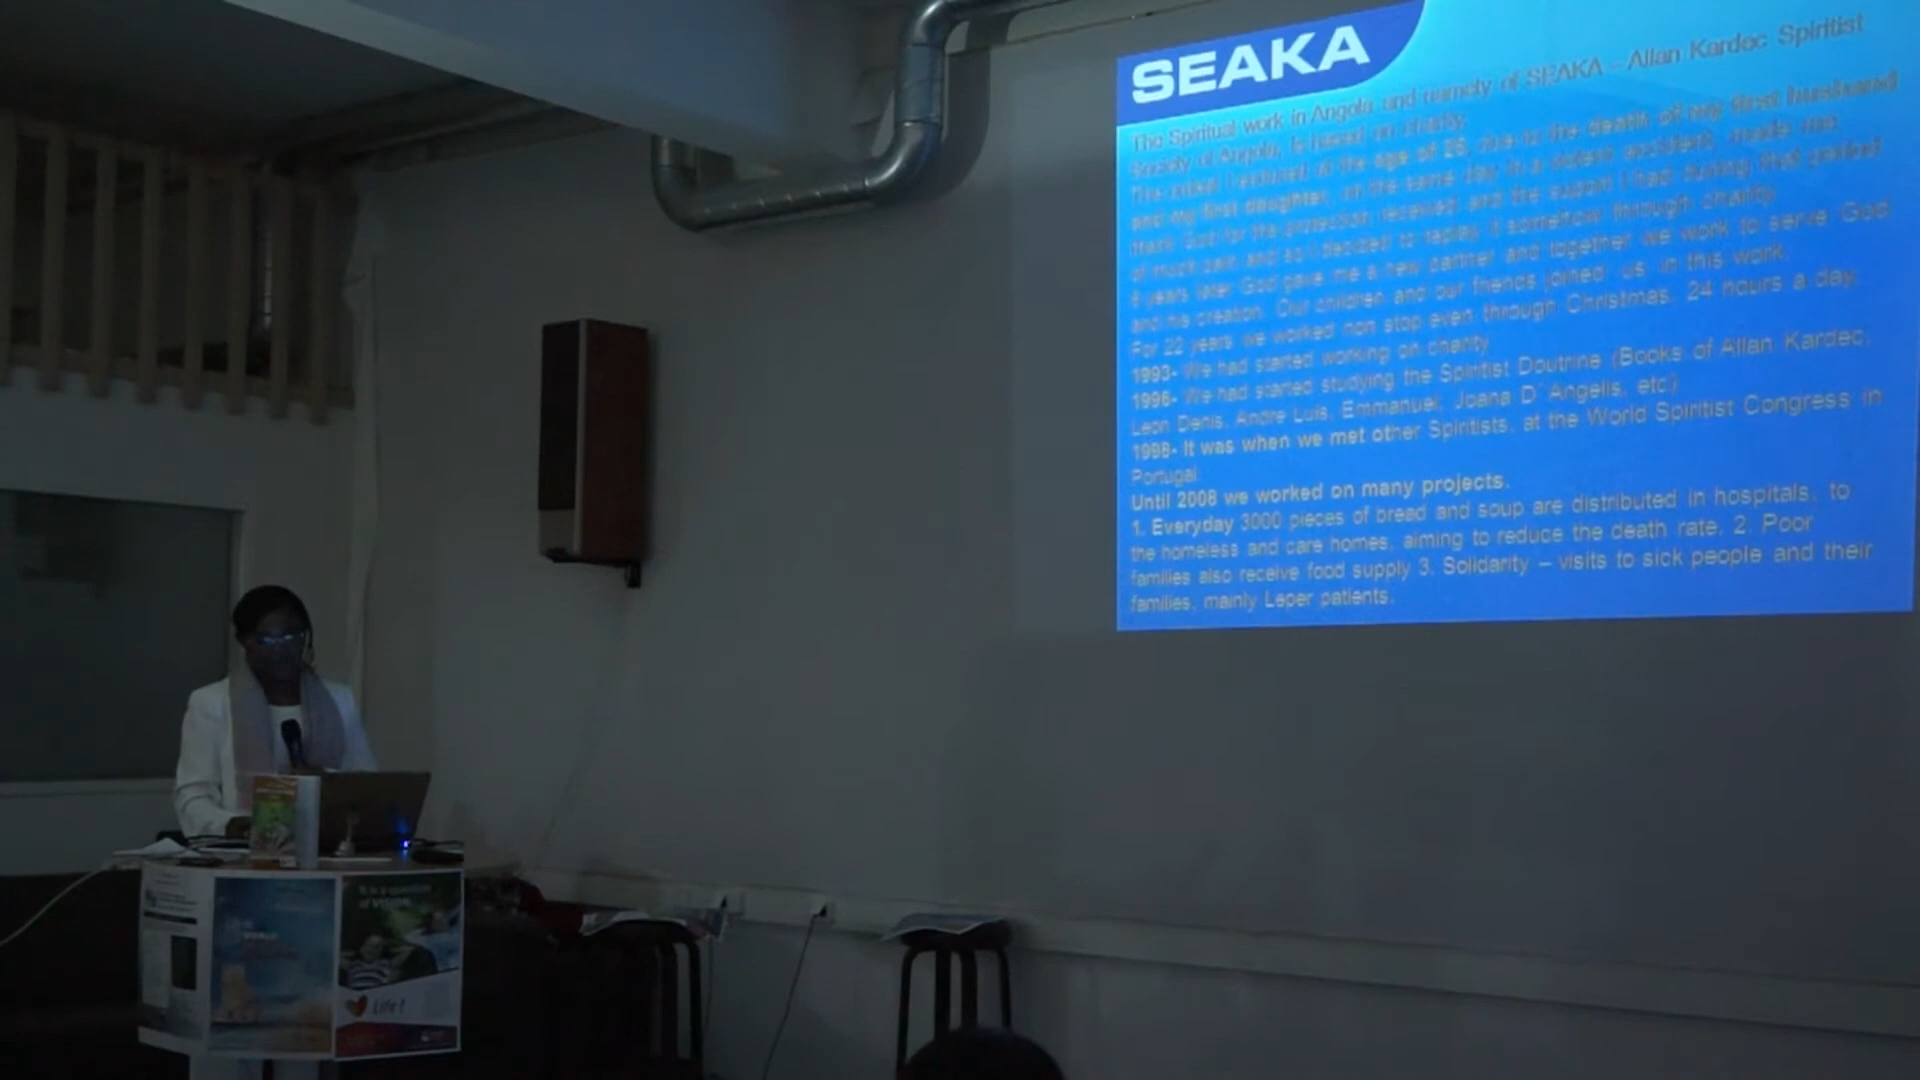 SEAKA
The Spiritual work in Angola and namely of SEAKA - Allan Kardec Spiritist
Society of Angola, is based on charity.
The ordeal I endured at the age of 26, due to the death of my first husband
and my first daughter, on the same day in a violent accident, made me
thank God for the protection received and the support I had during that period
of much pain and so I decided to repay it somehow through charity.
6 years later God gave me a new partner and together we work to serve God
and his creation. Our children and our friends joined us in this work.
For 22 years we worked non stop even through Christmas, 24 hours a day.
1993- We had started working on charity
1996- We had started studying the Spiritist Doutrine (Books of Allan Kardec,
Leon Denis, Andre Luis, Emmanuel, Joana D´Angelis, etc)
1998- It was when we met other Spiritists, at the World Spiritist Congress in
Portugal
Until 2008 we worked on many projects.
1. Everyday 3000 pieces of bread and soup are distributed in hospitals, to
the homeless and care homes, aiming to reduce the death rate. 2. Poor
families also receive food supply 3. Solidarity – visits to sick people and their
families, mainly Leper patients.
It is a question
of
Life!